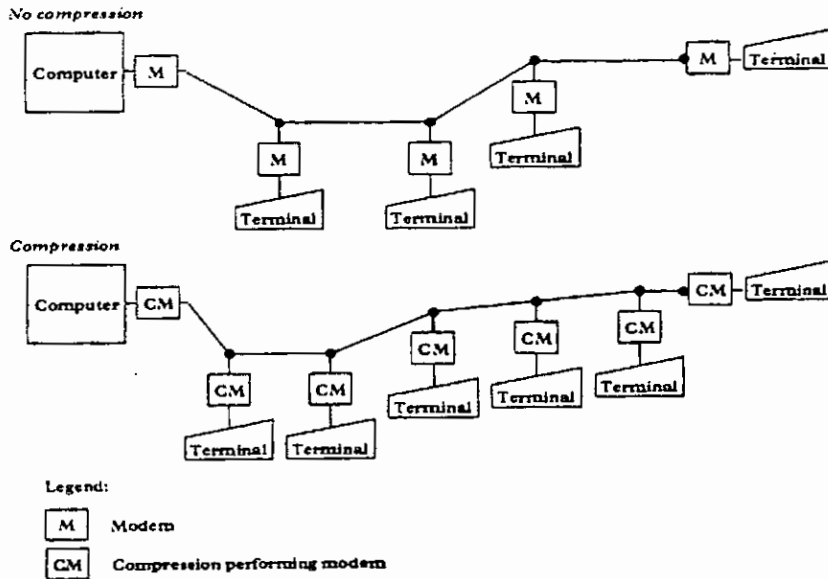 No compression
Computer
M
M
Terminal
M
Terminal
M
Terminal
M
Terminal
Compression
Computer
CM
CM
Terminal
CM
Terminal
CM
Terminal
CM
Terminal
CM
Terminal
CM
Terminal
Legend:
M Modem
CM Compression performing modem